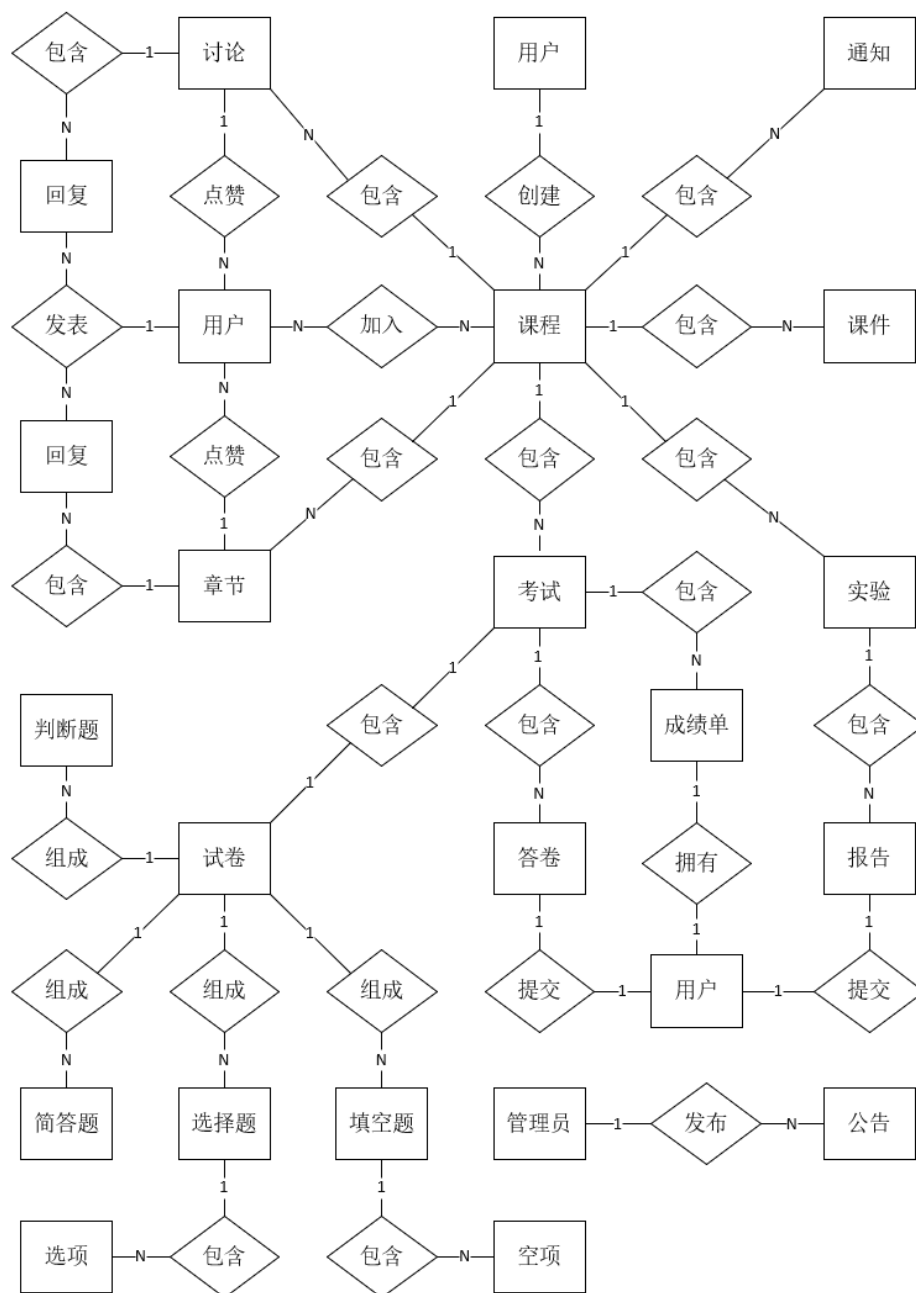 包含 1 讨论 用户 通知
1 1
N N N
回复 点赞 包含 创建 包含
N N 1 N 1
发表 1 用户 N 加入 N 课程 1 包含 N 课件
N N 1 1 1
回复 点赞 包含 包含 包含
N 1 N N N
包含 1 章节 考试 1 包含 实验
1 1 N 1
判断题 包含 包含 成绩单 包含
N 1 N 1 N
组成 1 试卷 答卷 拥有 报告
1 1 1 1 1 1
组成 组成 组成 提交 1 用户 1 提交
N N N
简答题 选择题 填空题 管理员 1 发布 N 公告
1 1
选项 N 包含 包含 N 空项